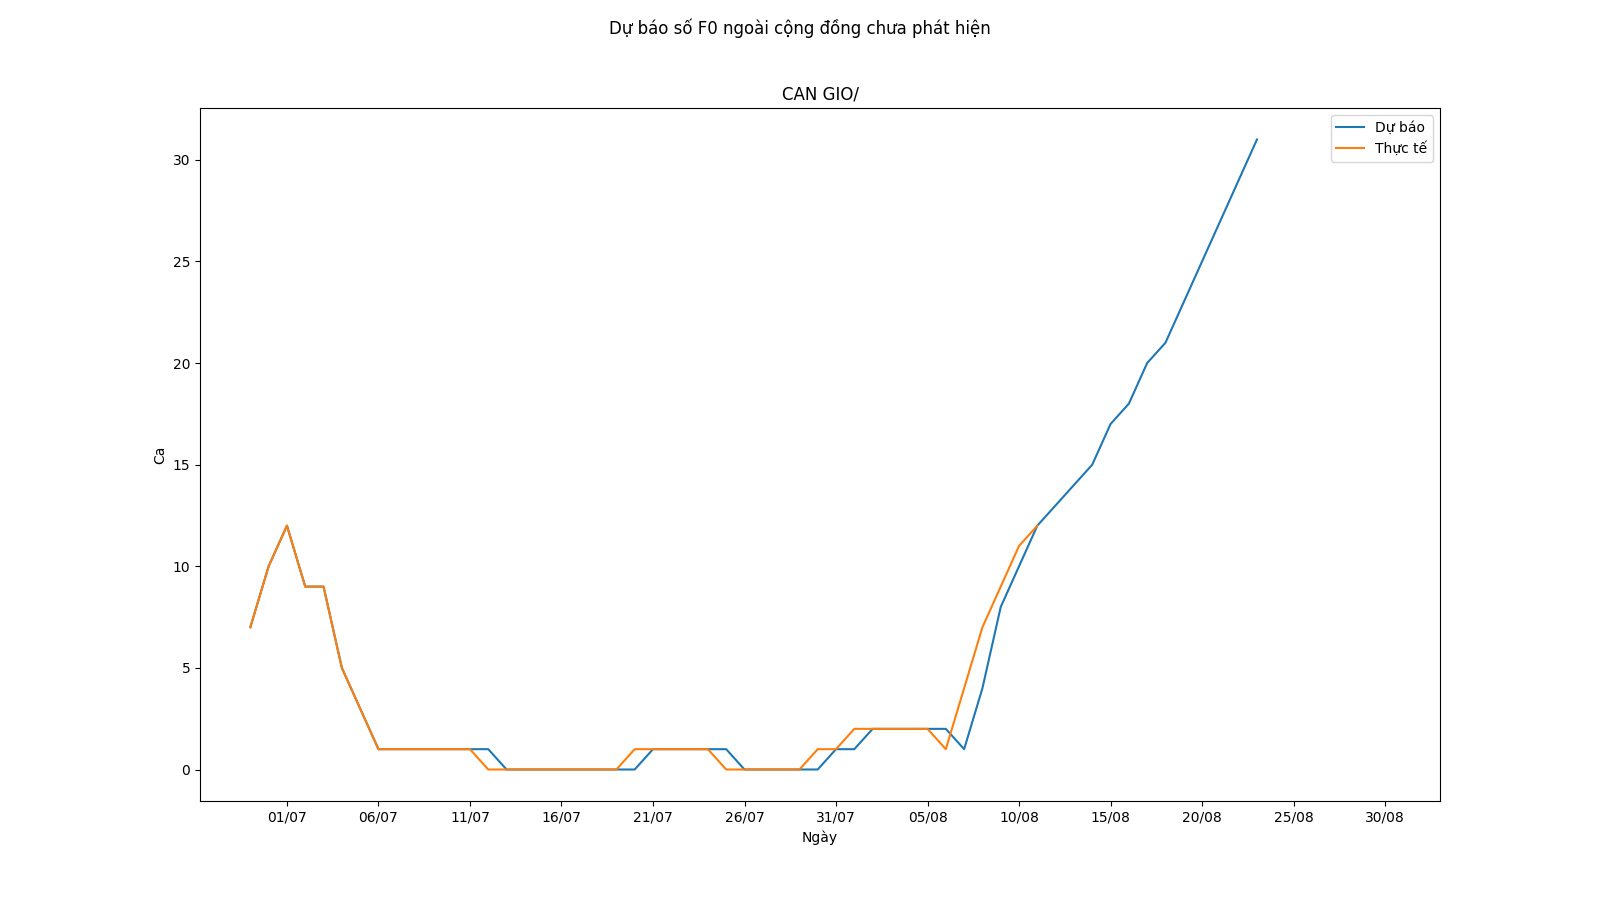 Dự báo số F0 ngoài cộng đồng chưa phát hiện
CAN GIO/
Dự báo
Thực tế
30
25
20
15
10
5
0
Ca
01/07 06/07 11/07 16/07 21/07 26/07 31/07 05/08 10/08 15/08 20/08 25/08 30/08
Ngày